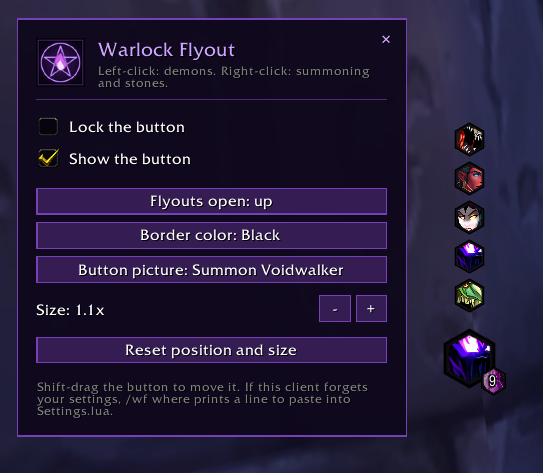 Warlock Flyout
×
Left-click: demons. Right-click: summoning
and stones.
Lock the button
Show the button
Flyouts open: up
Border color: Black
Button picture: Summon Voidwalker
Size: 1.1x
-
+
Reset position and size
Shift-drag the button to move it. If this client forgets
your settings, /wf where prints a line to paste into
Settings.lua.
9